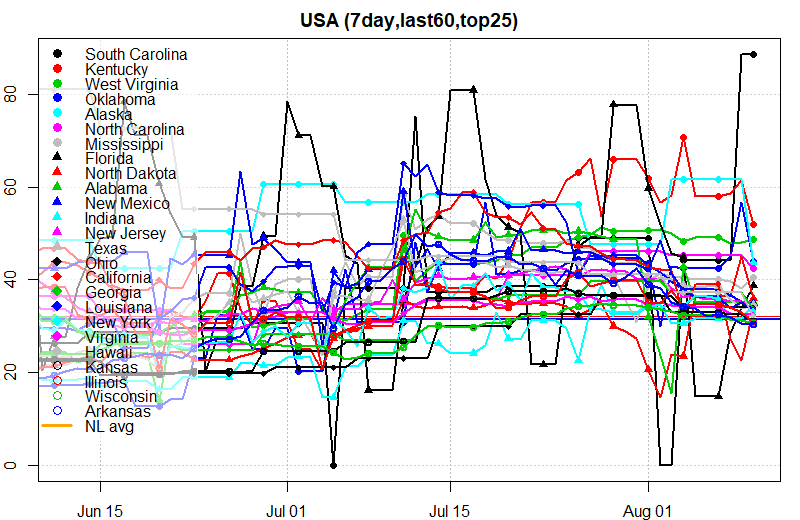 USA (7day,last60,top25)
South Carolina
Kentucky
West Virginia
Oklahoma
Alaska
North Carolina
Mississippi
Florida
North Dakota
Alabama
New Mexico
Indiana
New Jersey
Texas
Ohio
California
Georgia
Louisiana
New York
Virginia
Hawaii
Kansas
Illinois
Wisconsin
Arkansas
NL avg
80
60
40
20
0
Jun 15
Jul 01
Jul 15
Aug 01